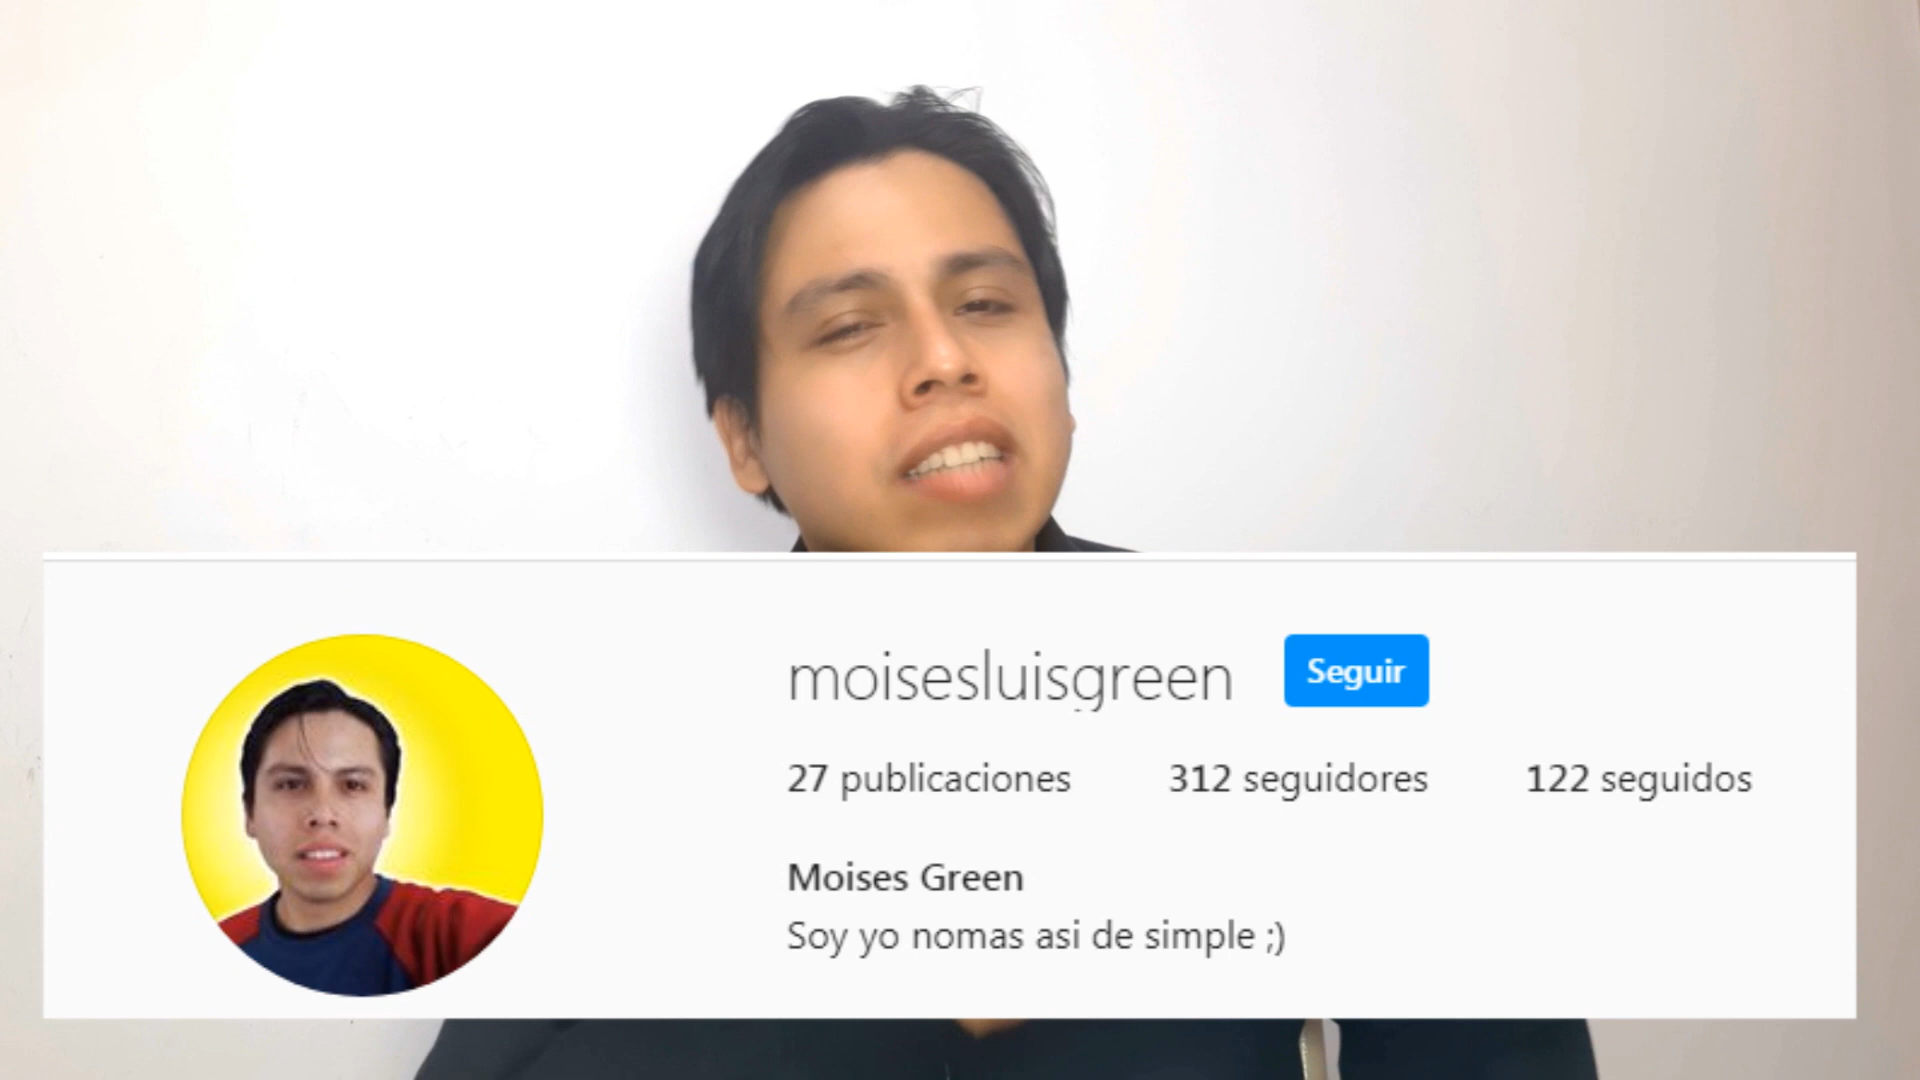 moisesluisgreen Seguir
27 publicaciones 312 seguidores 122 seguidos
Moises Green
Soy yo nomas asi de simple ;)